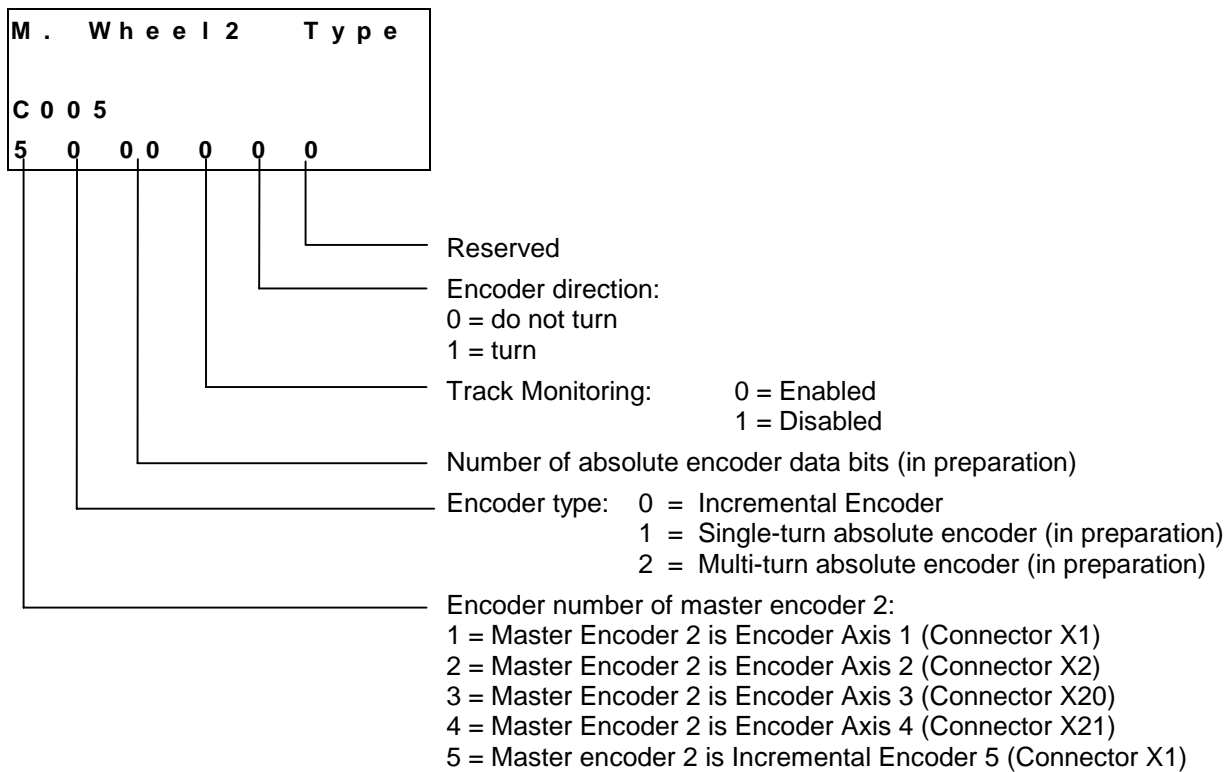 M. Wheel2 Type
C005
5 0 00 0 0 0
Reserved
Encoder direction:
0 = do not turn
1 = turn
Track Monitoring: 0 = Enabled
1 = Disabled
Number of absolute encoder data bits (in preparation)
Encoder type: 0 = Incremental Encoder
1 = Single-turn absolute encoder (in preparation)
2 = Multi-turn absolute encoder (in preparation)
Encoder number of master encoder 2:
1 = Master Encoder 2 is Encoder Axis 1 (Connector X1)
2 = Master Encoder 2 is Encoder Axis 2 (Connector X2)
3 = Master Encoder 2 is Encoder Axis 3 (Connector X20)
4 = Master Encoder 2 is Encoder Axis 4 (Connector X21)
5 = Master encoder 2 is Incremental Encoder 5 (Connector X1)